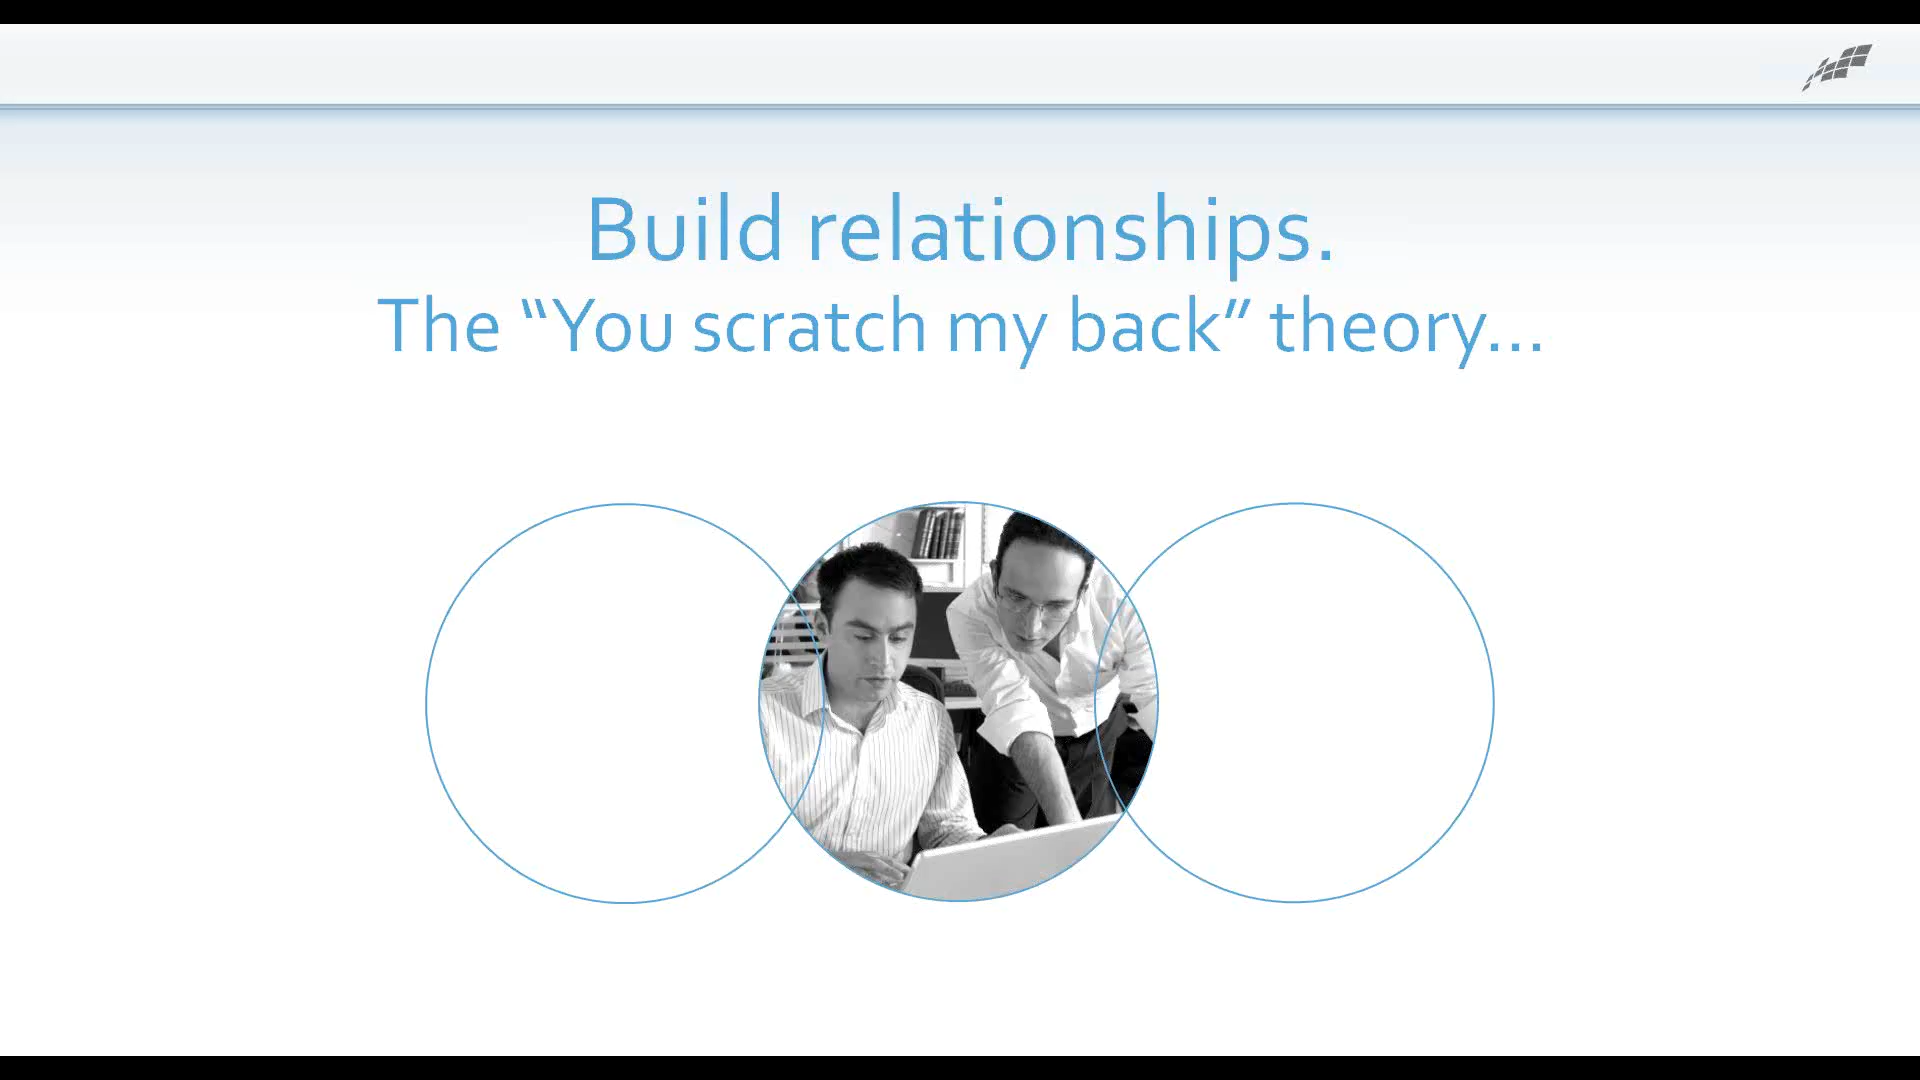 Build relationships.
The “You scratch my back” theory...